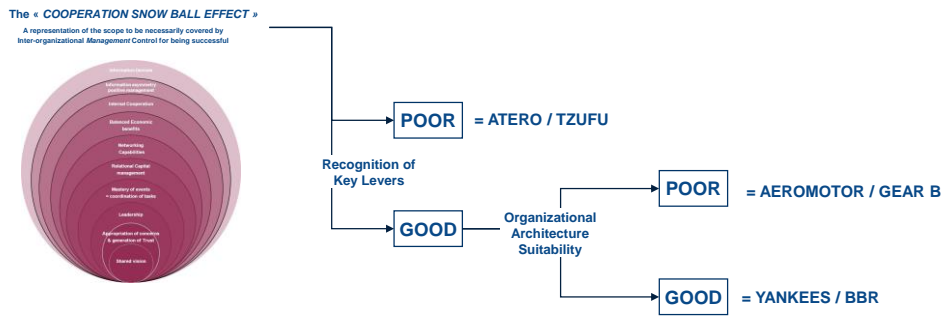 The « COOPERATION SNOW BALL EFFECT »
A representation of the scope to be necessarily covered by
Inter-organizational Management Control for being successful
Information Services
Information asymmetry
positive management
Internal Cooperation
Balanced Economic
benefits
Networking
Capabilities
Relational Capital
management
Mastery of events
= coordination of tasks
Leadership
Appropriation of concerns
& generation of Trust
Shared vision
Recognition of
Key Levers
POOR
= ATERO / TZUFU
GOOD
Organizational
Architecture
Suitability
POOR
= AEROMOTOR / GEAR B
GOOD
= YANKEES / BBR